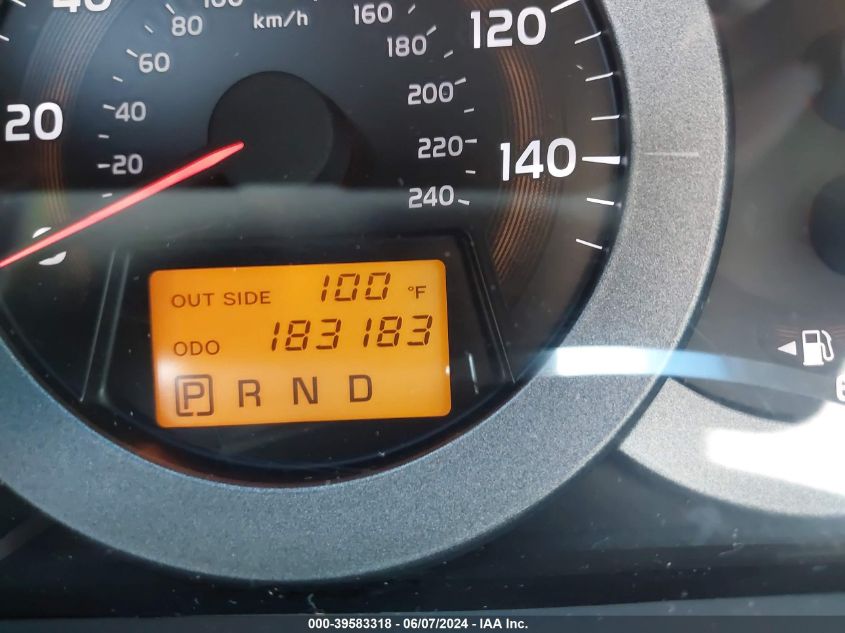 40 80 100 km/h 160 120
60 180
20 40 200
20 220 140
0 240
OUT SIDE 100 °F
ODO 183183
P R N D
000-39583318 - 06/07/2024 - IAA Inc.